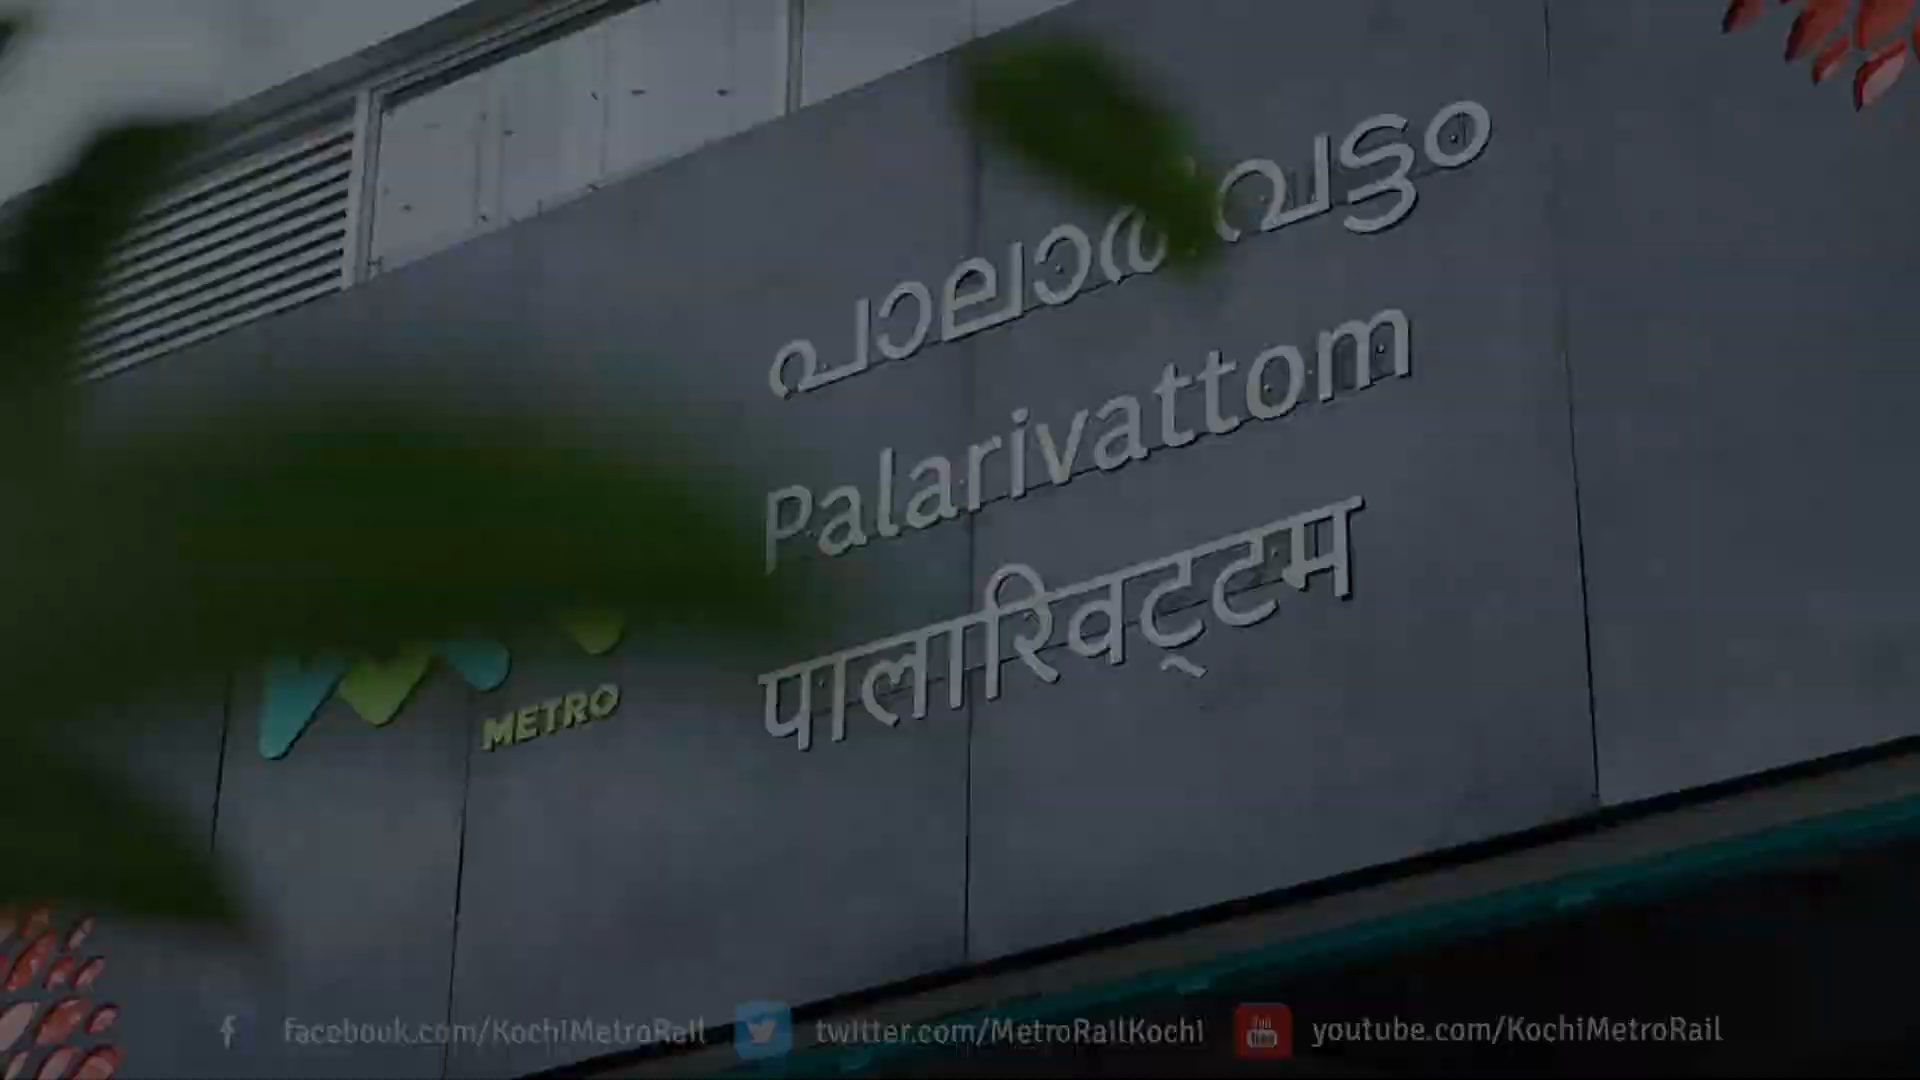 Palarivattom
पालारिवट्टम
METRO
facebook.com/KochiMetroRail
twitter.com/MetroRailKochi
youtube.com/KochiMetroRail